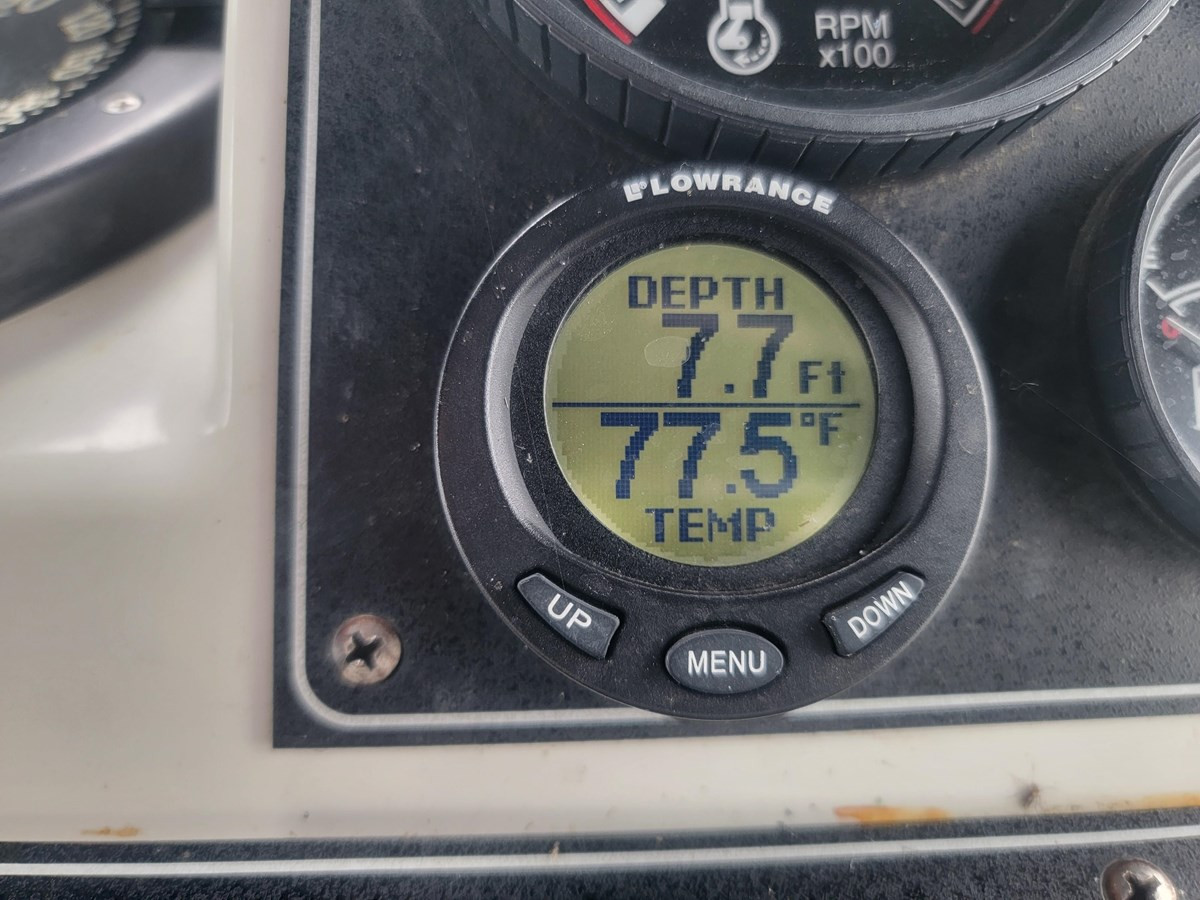 RPM
x100
LOWRANCE
DEPTH
7.7 Ft
77.5°F
TEMP
UP
MENU
DOWN